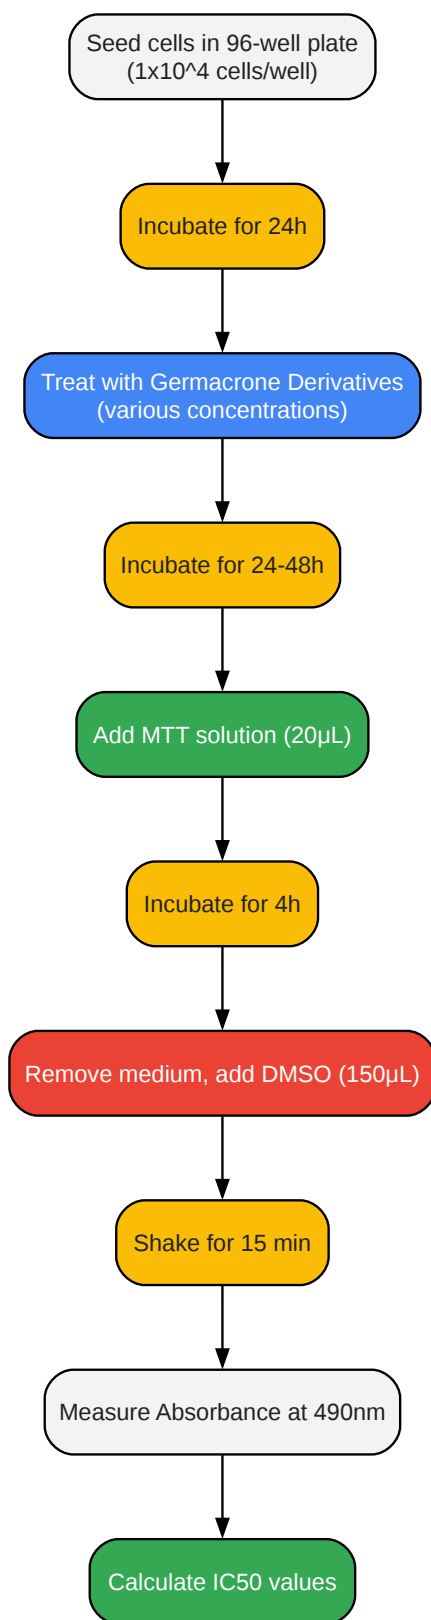 Seed cells in 96-well plate
(1x10^4 cells/well)
Incubate for 24h
Treat with Germacrone Derivatives
(various concentrations)
Incubate for 24-48h
Add MTT solution (20μL)
Incubate for 4h
Remove medium, add DMSO (150μL)
Shake for 15 min
Measure Absorbance at 490nm
Calculate IC50 values